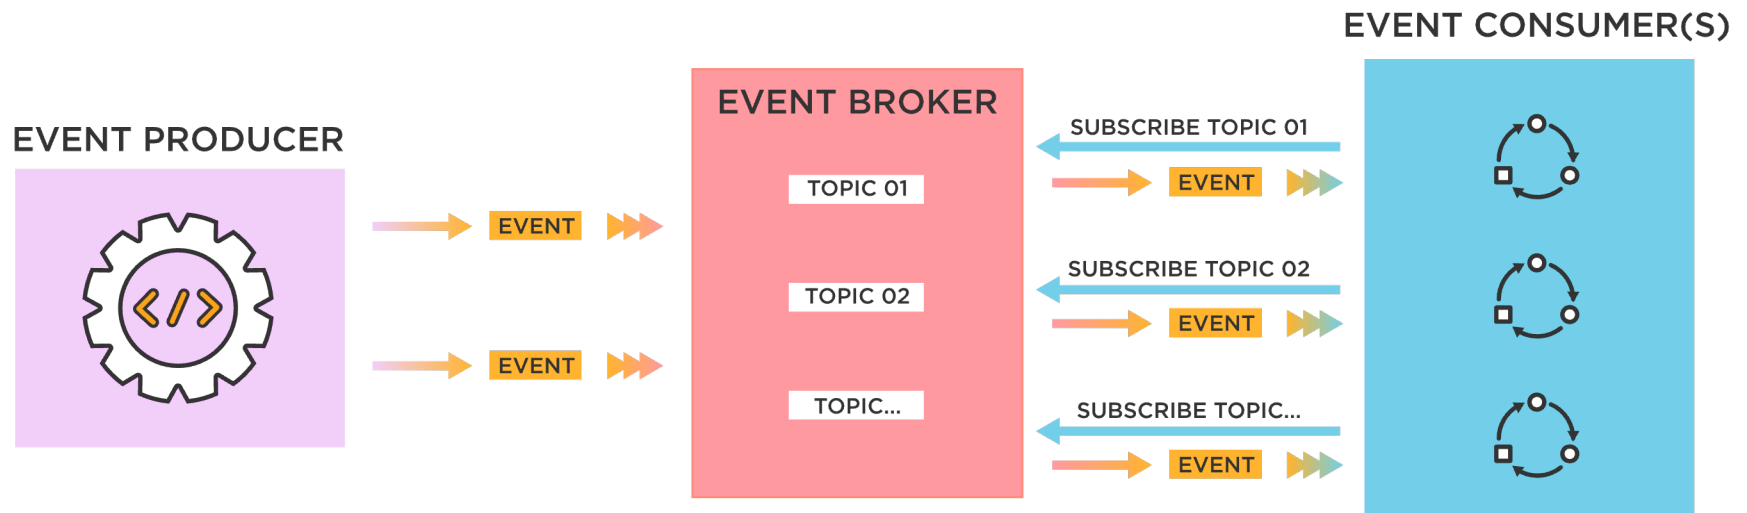 EVENT PRODUCER
</>
EVENT
EVENT
EVENT BROKER
TOPIC 01
TOPIC 02
TOPIC...
SUBSCRIBE TOPIC 01
EVENT
SUBSCRIBE TOPIC 02
EVENT
SUBSCRIBE TOPIC...
EVENT
EVENT CONSUMER(S)